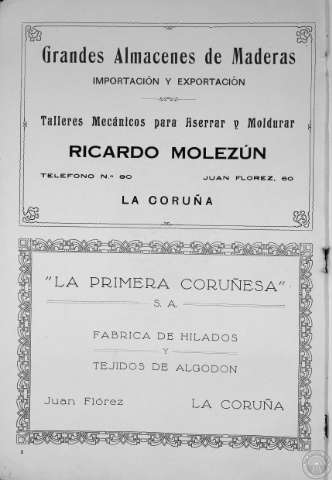 Grandes Almacenes de Maderas
IMPORTACIÓN Y EXPORTACIÓN
Talleres Mecánicos para Aserrar y Moldurar
RICARDO MOLEZÚN
TELEFONO N.º 90 JUAN FLOREZ, 60
LA CORUÑA
"LA PRIMERA CORUÑESA"
S. A.
FABRICA DE HILADOS
Y
TEJIDOS DE ALGODON
Juan Flórez LA CORUÑA